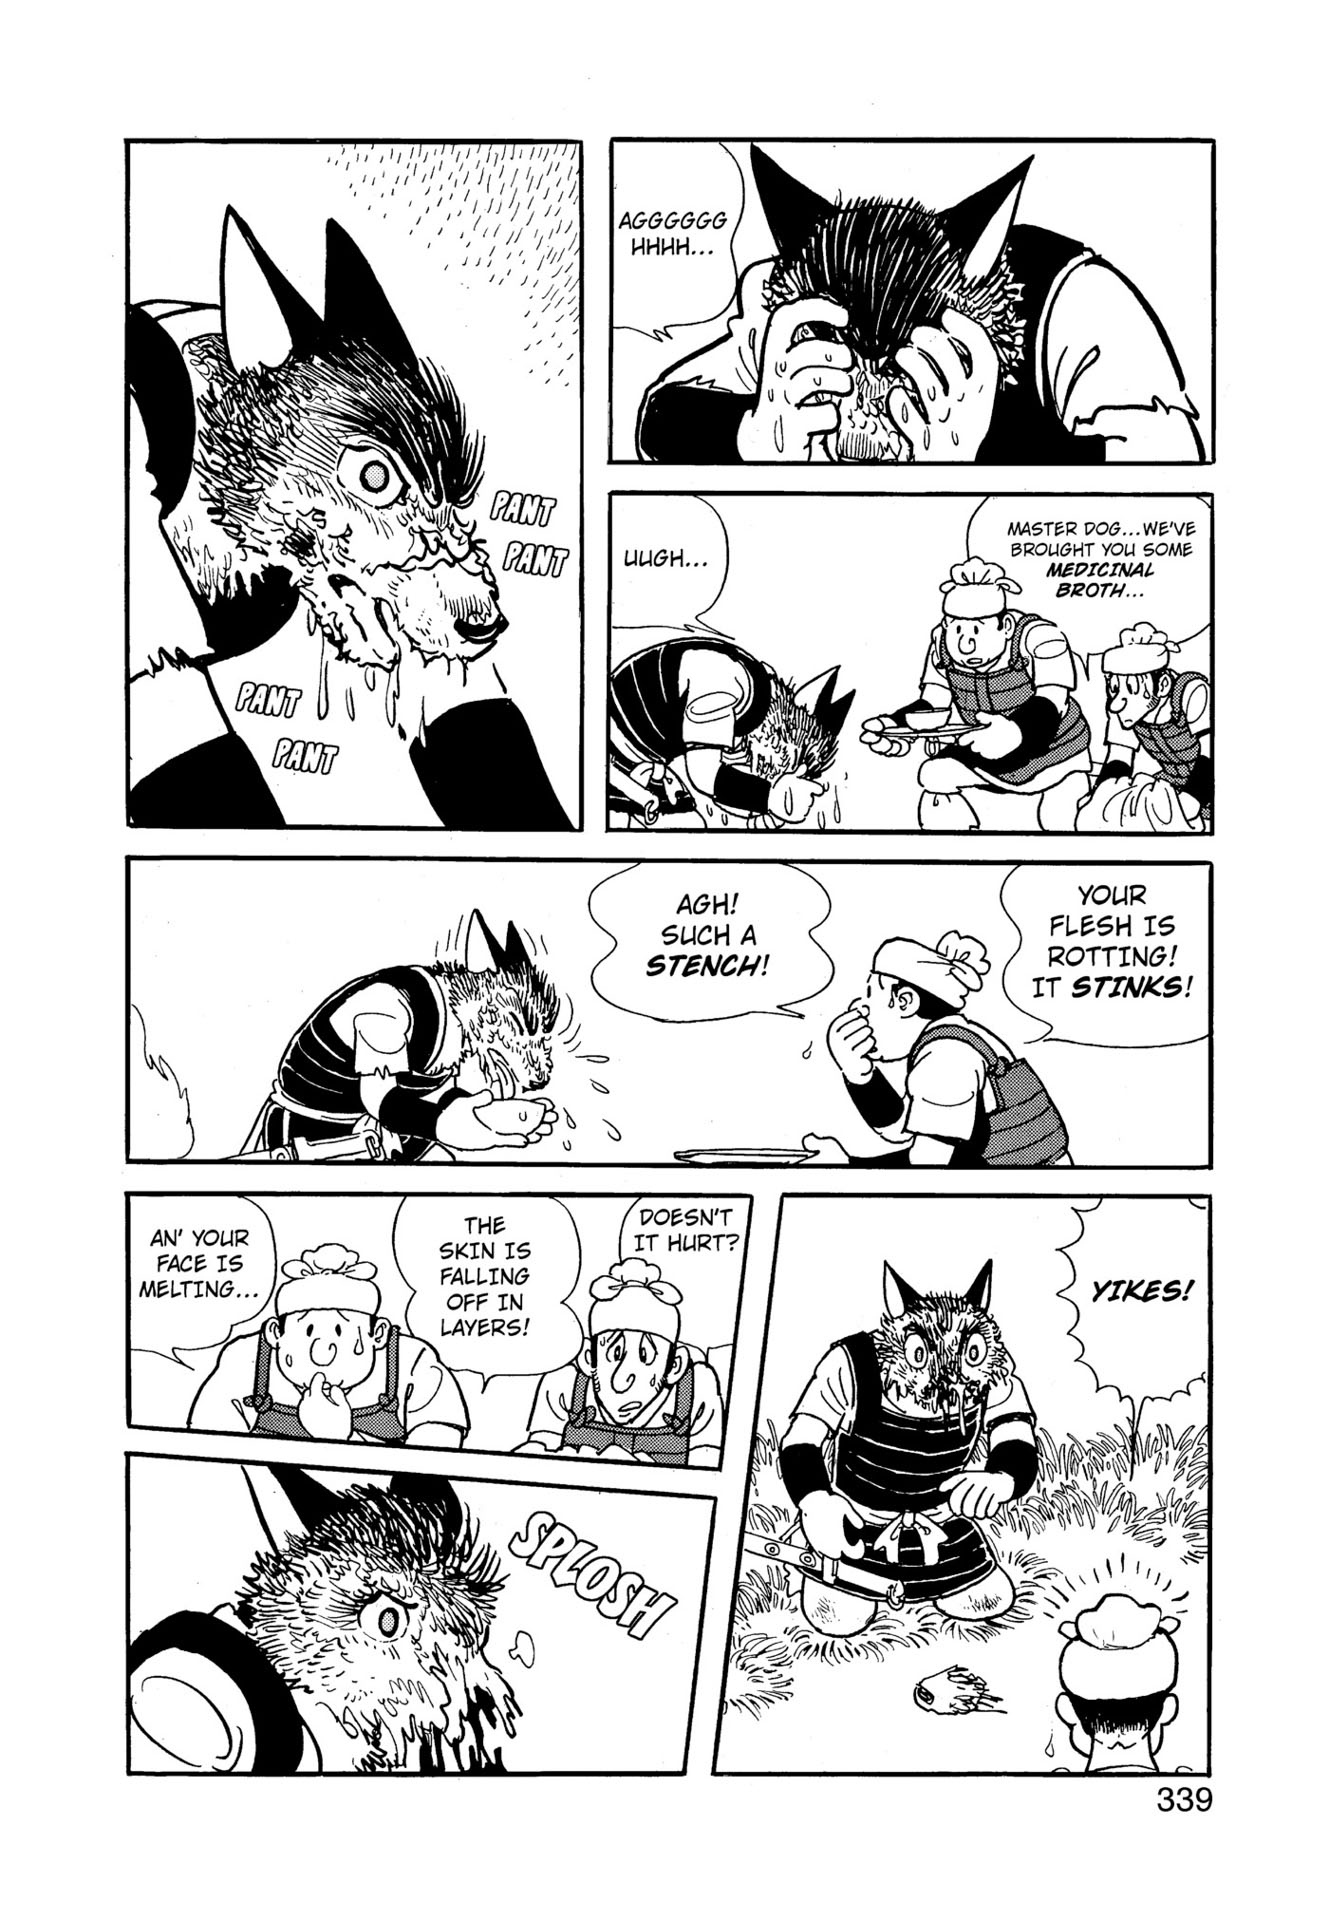 AGGGGGG
HHHH...
PANT
PANT
PANT
PANT
MASTER DOG...WE'VE
BROUGHT YOU SOME
MEDICINAL
BROTH...
UUGH...
YOUR
FLESH IS
ROTTING!
IT STINKS!
AGH!
SUCH A
STENCH!
DOESN'T
IT HURT?
THE
SKIN IS
FALLING
OFF IN
LAYERS!
AN' YOUR
FACE IS
MELTING...
YIKES!
SPLOSH
339